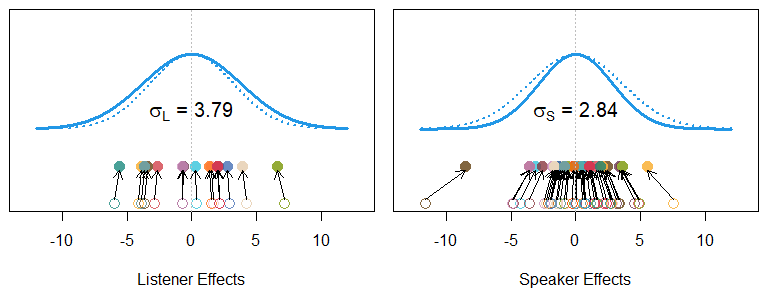 σL = 3.79
σS = 2.84
-10 -5 0 5 10
-10 -5 0 5 10
Listener Effects
Speaker Effects